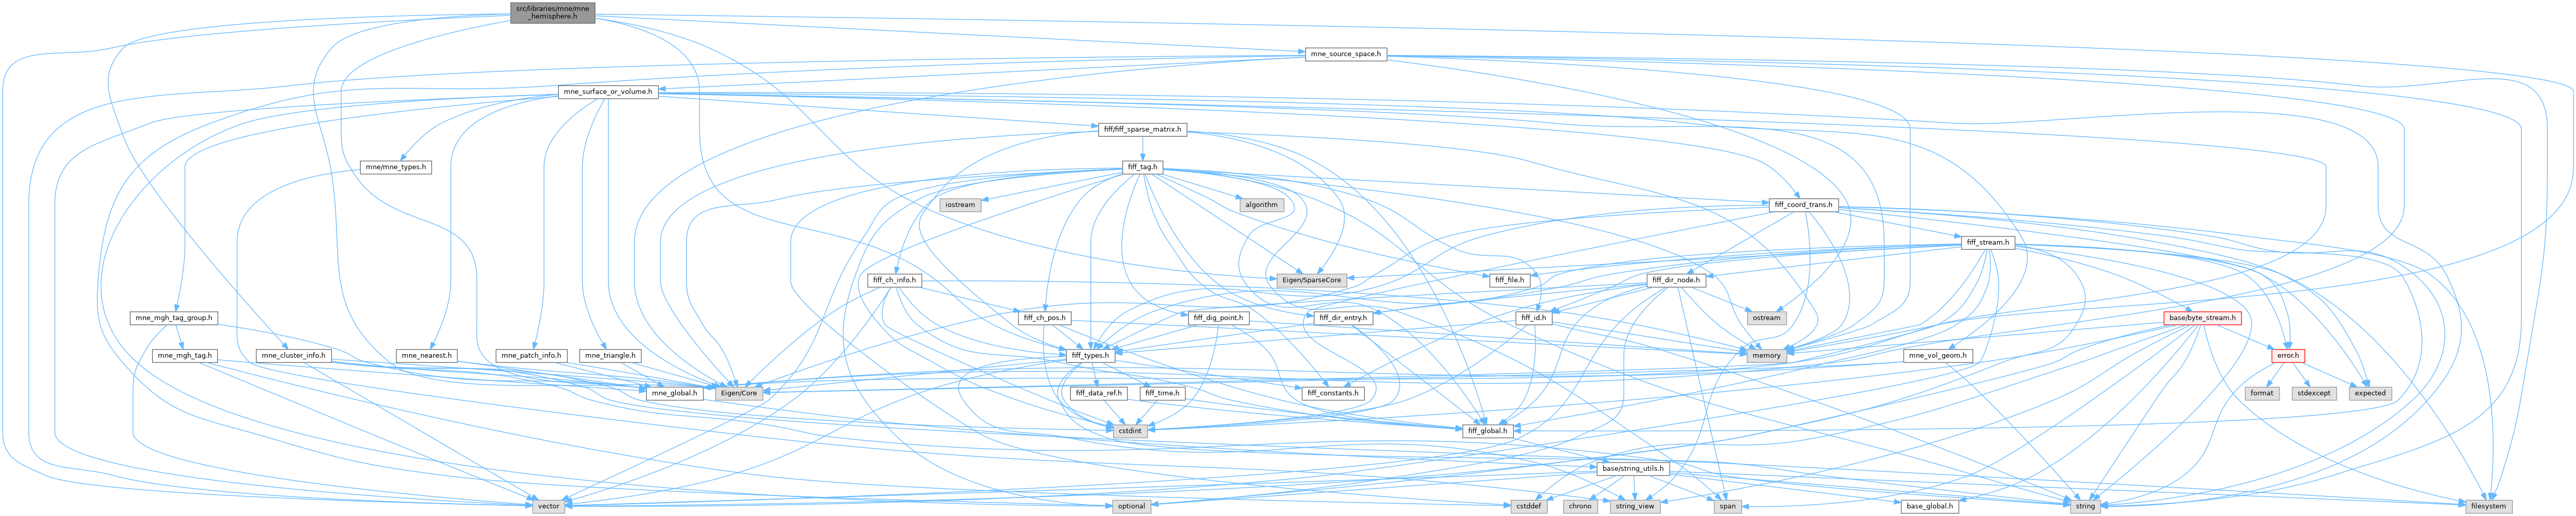 src/libraries/mne/mne
_hemisphere.h
mne_source_space.h
mne_surface_or_volume.h
fiff/fiff_sparse_matrix.h
mne/mne_types.h
fiff_tag.h
iostream
algorithm
fiff_coord_trans.h
fiff_stream.h
fiff_ch_info.h
Eigen/SparseCore
fiff_file.h
fiff_dir_node.h
mne_mgh_tag_group.h
fiff_ch_pos.h
fiff_dig_point.h
fiff_dir_entry.h
fiff_id.h
ostream
base/byte_stream.h
mne_mgh_tag.h
mne_cluster_info.h
mne_nearest.h
mne_patch_info.h
mne_triangle.h
fiff_types.h
memory
mne_vol_geom.h
error.h
mne_global.h
Eigen/Core
fiff_data_ref.h
fiff_time.h
fiff_constants.h
format
stdexcept
expected
cstdint
fiff_global.h
base/string_utils.h
vector
optional
cstddef
chrono
string_view
span
base_global.h
string
filesystem